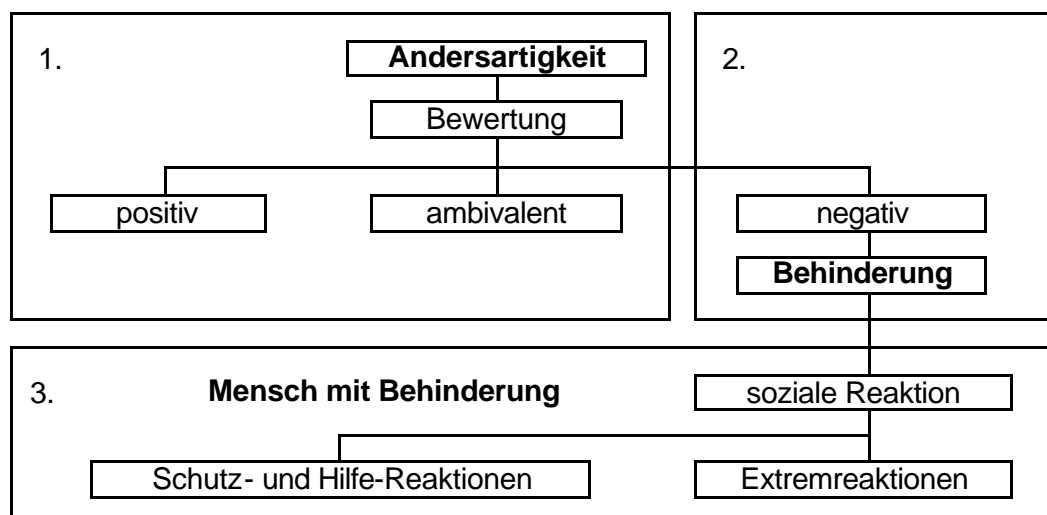 1.
Andersartigkeit
2.
Bewertung
positiv
ambivalent
negativ
Behinderung
3.
Mensch mit Behinderung
soziale Reaktion
Schutz- und Hilfe-Reaktionen
Extremreaktionen